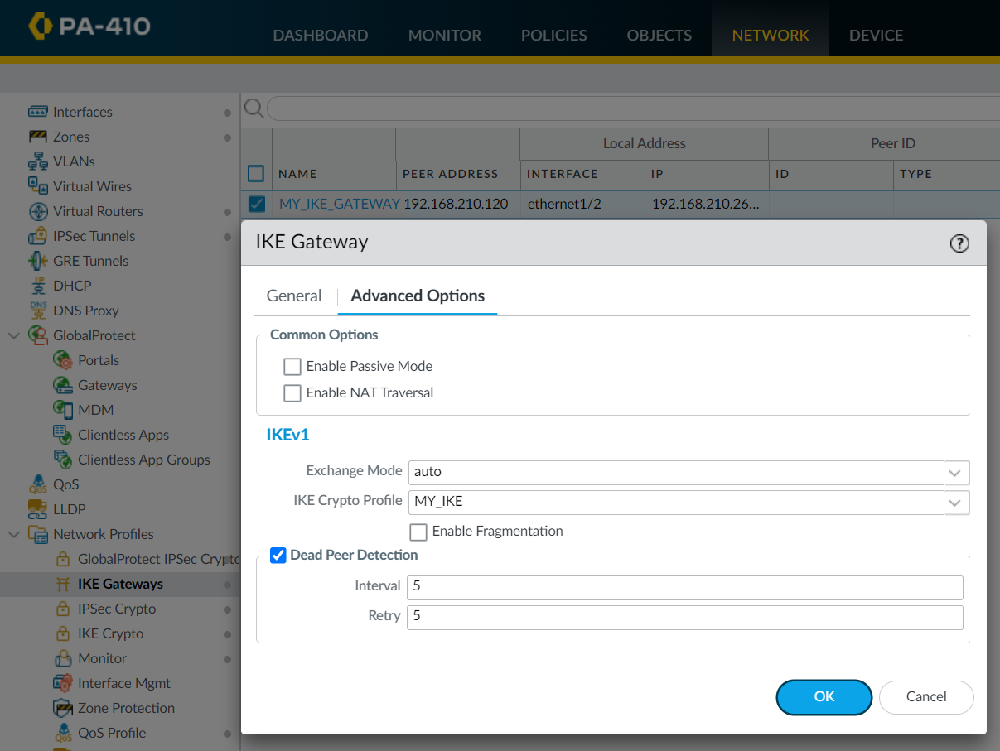 PA-410
DASHBOARD MONITOR POLICIES OBJECTS NETWORK DEVICE
Interfaces
Zones
VLANs
Virtual Wires
Virtual Routers
IPSec Tunnels
GRE Tunnels
DHCP
DNS Proxy
GlobalProtect
Portals
Gateways
MDM
Clientless Apps
Clientless App Groups
QoS
LLDP
Network Profiles
GlobalProtect IPSec Crypto
IKE Gateways
IPSec Crypto
IKE Crypto
Monitor
Interface Mgmt
Zone Protection
QoS Profile
Local Address Peer ID
NAME PEER ADDRESS INTERFACE IP ID TYPE
MY_IKE_GATEWAY 192.168.210.120 ethernet1/2 192.168.210.26...
IKE Gateway
General Advanced Options
Common Options
Enable Passive Mode
Enable NAT Traversal
IKEv1
Exchange Mode auto
IKE Crypto Profile MY_IKE
Enable Fragmentation
Dead Peer Detection
Interval 5
Retry 5
OK Cancel